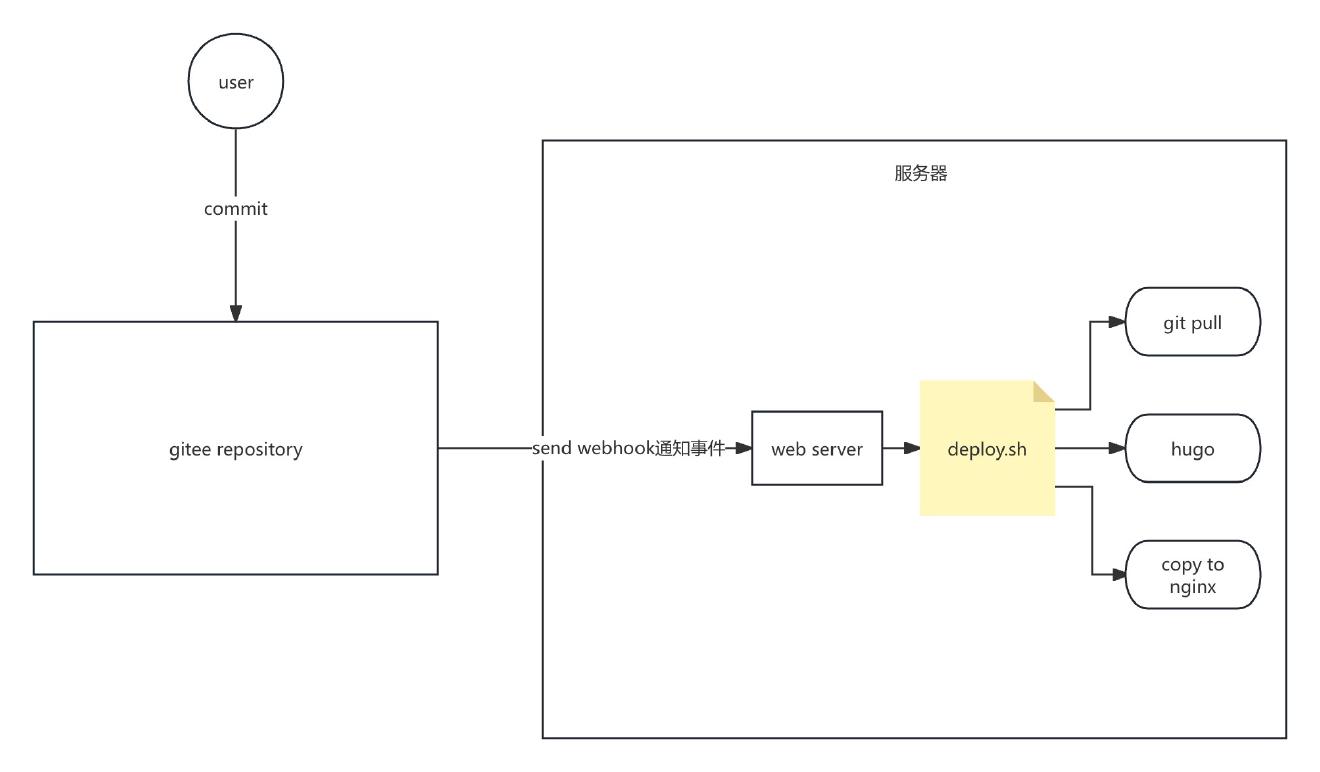 user
commit
服务器
gitee repository
send webhook通知事件
web server
deploy.sh
git pull
hugo
copy to
nginx